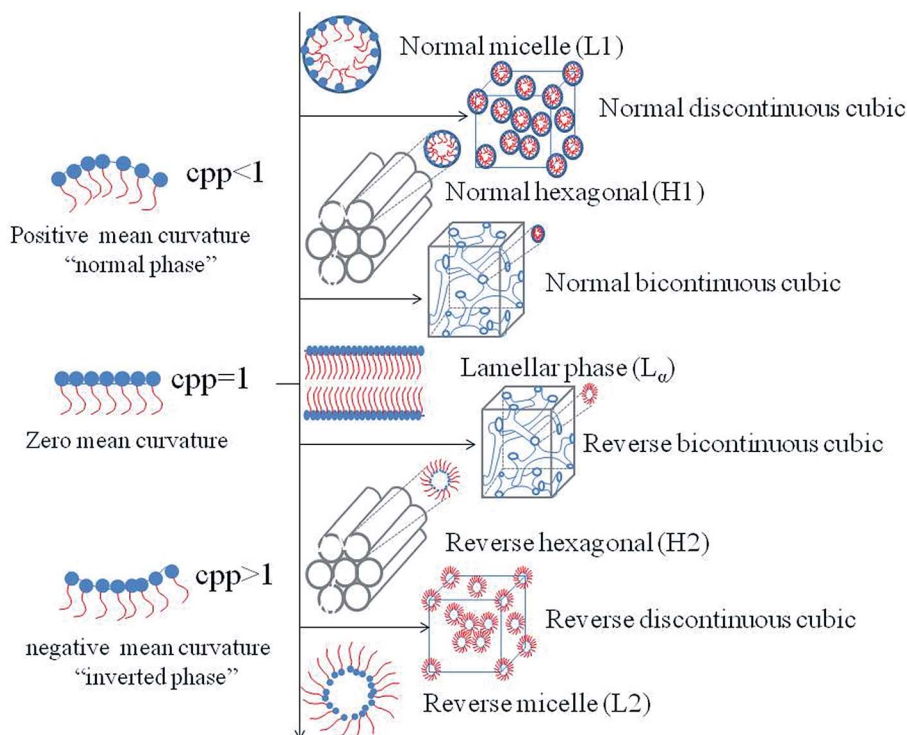 Normal micelle (L1)
Normal discontinuous cubic
cpp<1
Normal hexagonal (H1)
Positive mean curvature
“normal phase”
Normal bicontinuous cubic
Lamellar phase (Lα)
cpp=1
Zero mean curvature
Reverse bicontinuous cubic
Reverse hexagonal (H2)
cpp>1
Reverse discontinuous cubic
negative mean curvature
“inverted phase”
Reverse micelle (L2)